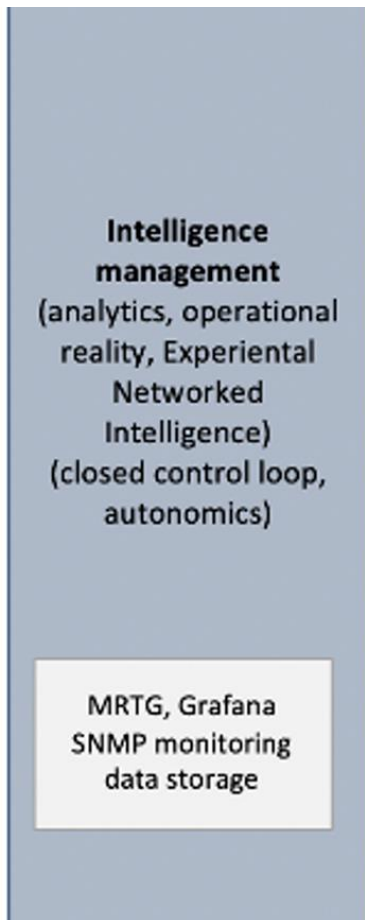 Intelligence
management
(analytics, operational
reality, Experiental
Networked
Intelligence)
(closed control loop,
autonomics)
MRTG, Grafana
SNMP monitoring
data storage